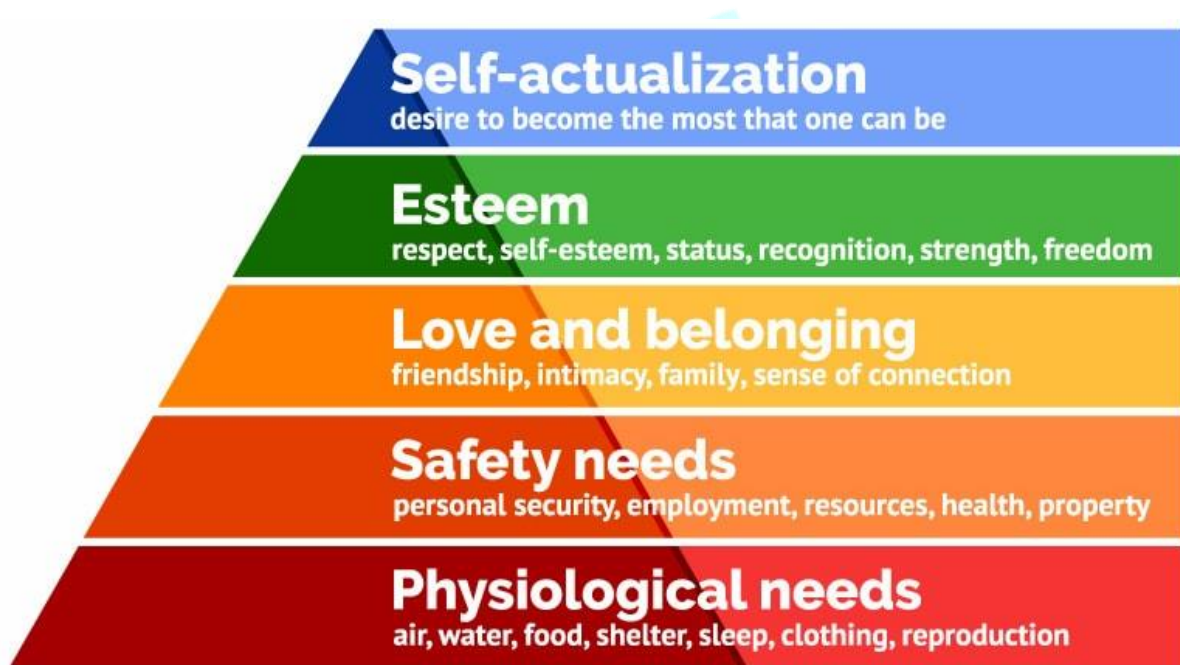 Self-actualization
desire to become the most that one can be
Esteem
respect, self-esteem, status, recognition, strength, freedom
Love and belonging
friendship, intimacy, family, sense of connection
Safety needs
personal security, employment, resources, health, property
Physiological needs
air, water, food, shelter, sleep, clothing, reproduction